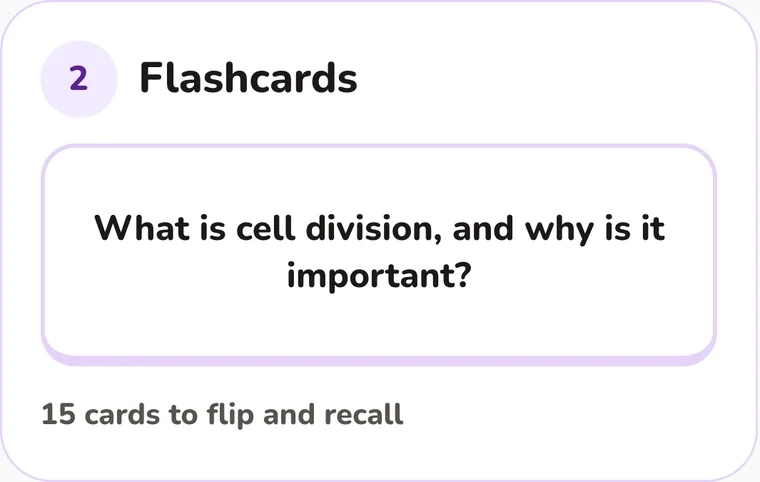 2
Flashcards
What is cell division, and why is it
important?
15 cards to flip and recall